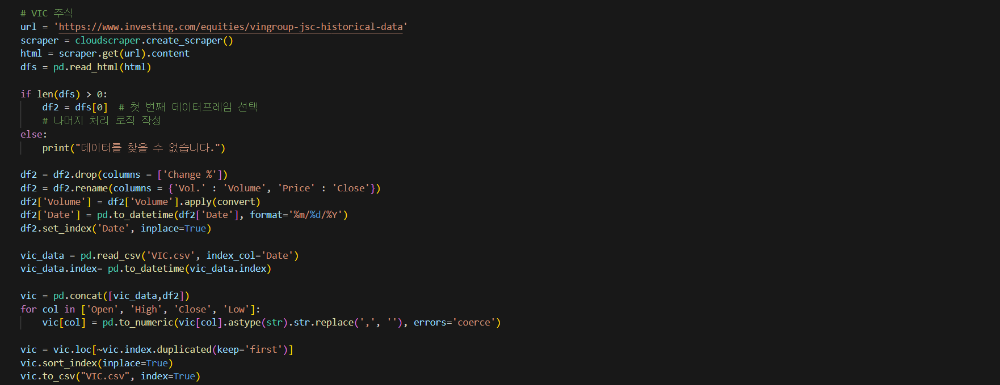 # VIC 주식
url = 'https://www.investing.com/equities/vingroup-jsc-historical-data'
scraper = cloudscraper.create_scraper()
html = scraper.get(url).content
dfs = pd.read_html(html)
if len(dfs) > 0:
df2 = dfs[0]  # 첫 번째 데이터프레임 선택
# 나머지 처리 로직 작성
else:
print("데이터를 찾을 수 없습니다.")
df2 = df2.drop(columns = ['Change %'])
df2 = df2.rename(columns = {'Vol.' : 'Volume', 'Price' : 'Close'})
df2['Volume'] = df2['Volume'].apply(convert)
df2['Date'] = pd.to_datetime(df2['Date'], format='%m/%d/%Y')
df2.set_index('Date', inplace=True)
vic_data = pd.read_csv('VIC.csv', index_col='Date')
vic_data.index= pd.to_datetime(vic_data.index)
vic = pd.concat([vic_data,df2])
for col in ['Open', 'High', 'Close', 'Low']:
vic[col] = pd.to_numeric(vic[col].astype(str).str.replace(',', ''), errors='coerce')
vic = vic.loc[~vic.index.duplicated(keep='first')]
vic.sort_index(inplace=True)
vic.to_csv("VIC.csv", index=True)